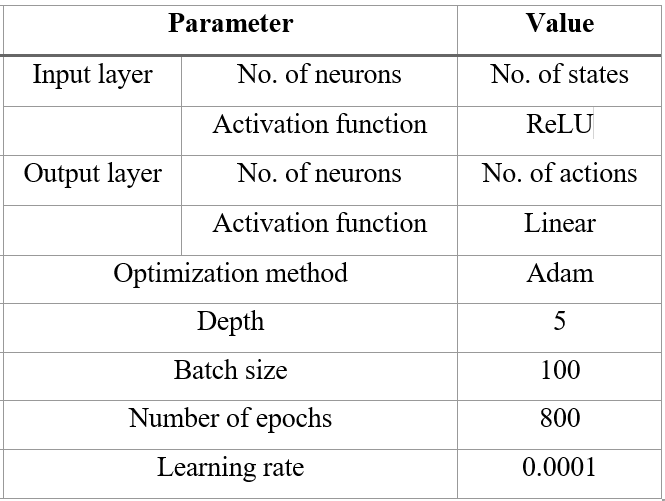 Parameter Value
Input layer No. of neurons No. of states
Activation function ReLU
Output layer No. of neurons No. of actions
Activation function Linear
Optimization method Adam
Depth 5
Batch size 100
Number of epochs 800
Learning rate 0.0001